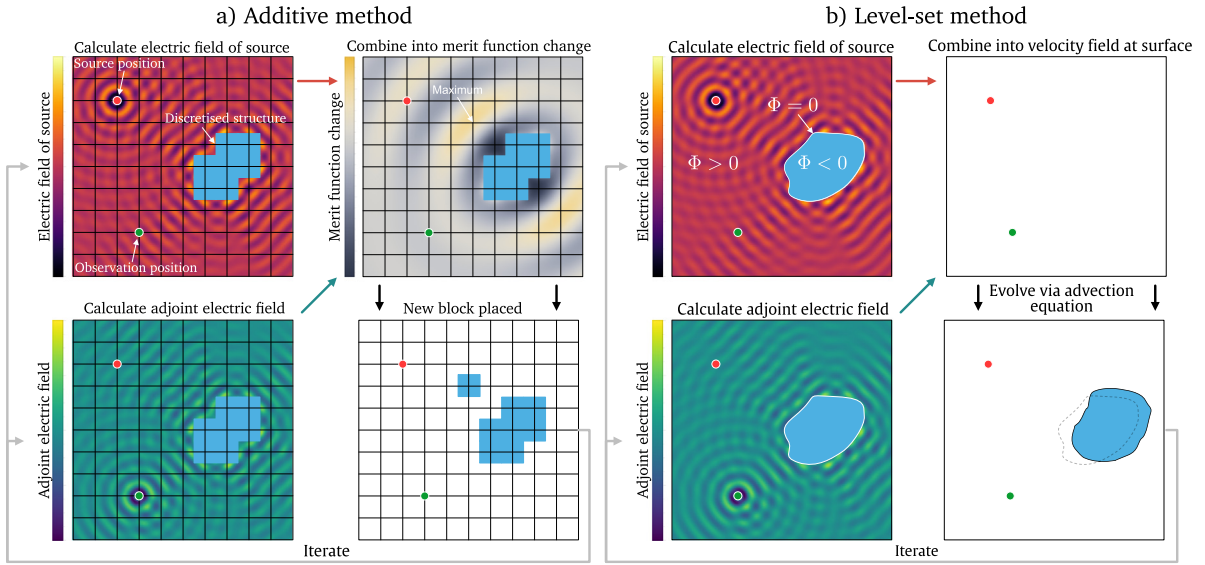 a) Additive method
Calculate electric field of source
Electric field of source
Source position
Discretised structure
Observation position
Combine into merit function change
Merit function change
Maximum
Calculate adjoint electric field
Adjoint electric field
New block placed
Iterate
b) Level-set method
Calculate electric field of source
Electric field of source
Φ = 0
Φ > 0
Φ < 0
Combine into velocity field at surface
Calculate adjoint electric field
Adjoint electric field
Evolve via advection
equation
Iterate